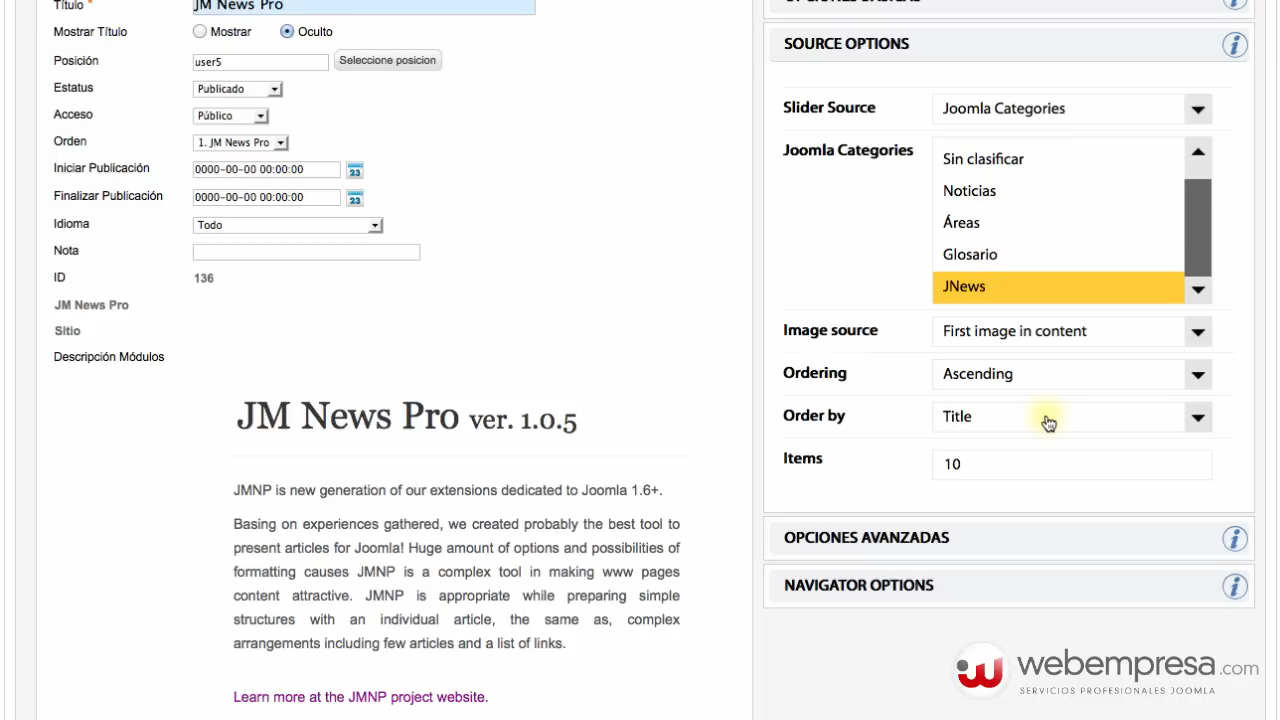 Título *
JM News Pro
Mostrar Título
Mostrar
Oculto
Posición
user5
Seleccione posicion
Estatus
Publicado
Acceso
Público
Orden
1. JM News Pro
Iniciar Publicación
0000-00-00 00:00:00
23
Finalizar Publicación
0000-00-00 00:00:00
23
Idioma
Todo
Nota
ID
136
JM News Pro
Sitio
Descripción Módulos
JM News Pro ver. 1.0.5
JMNP is new generation of our extensions dedicated to Joomla 1.6+.
Basing on experiences gathered, we created probably the best tool to
present articles for Joomla! Huge amount of options and possibilities of
formatting causes JMNP is a complex tool in making www pages
content attractive. JMNP is appropriate while preparing simple
structures with an individual article, the same as, complex
arrangements including few articles and a list of links.
Learn more at the JMNP project website.
OPCIONES BÁSICAS
i
SOURCE OPTIONS
i
Slider Source
Joomla Categories
Joomla Categories
Sin clasificar
Noticias
Áreas
Glosario
JNews
Image source
First image in content
Ordering
Ascending
Order by
Title
Items
10
OPCIONES AVANZADAS
i
NAVIGATOR OPTIONS
i
webempresa.com
SERVICIOS PROFESIONALES JOOMLA